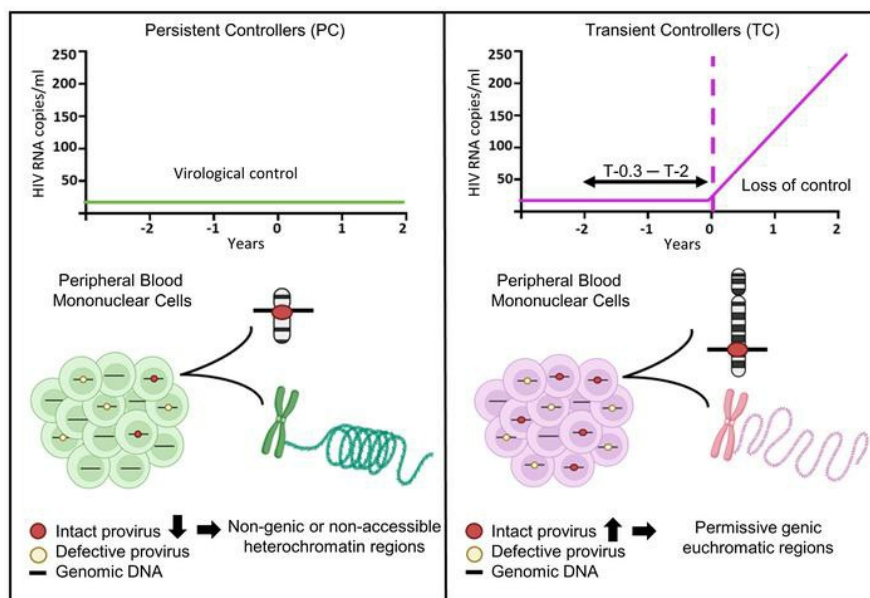 Persistent Controllers (PC)
HIV RNA copies/ml
250
200
150
100
50
Virological control
-2
-1
0
1
2
Years
Peripheral Blood
Mononuclear Cells
Intact provirus
Defective provirus
Genomic DNA
Non-genic or non-accessible
heterochromatin regions
Transient Controllers (TC)
HIV RNA copies/ml
250
200
150
100
50
T-0.3 — T-2
Loss of control
-2
-1
0
1
2
Years
Peripheral Blood
Mononuclear Cells
Intact provirus
Defective provirus
Genomic DNA
Permissive genic
euchromatic regions